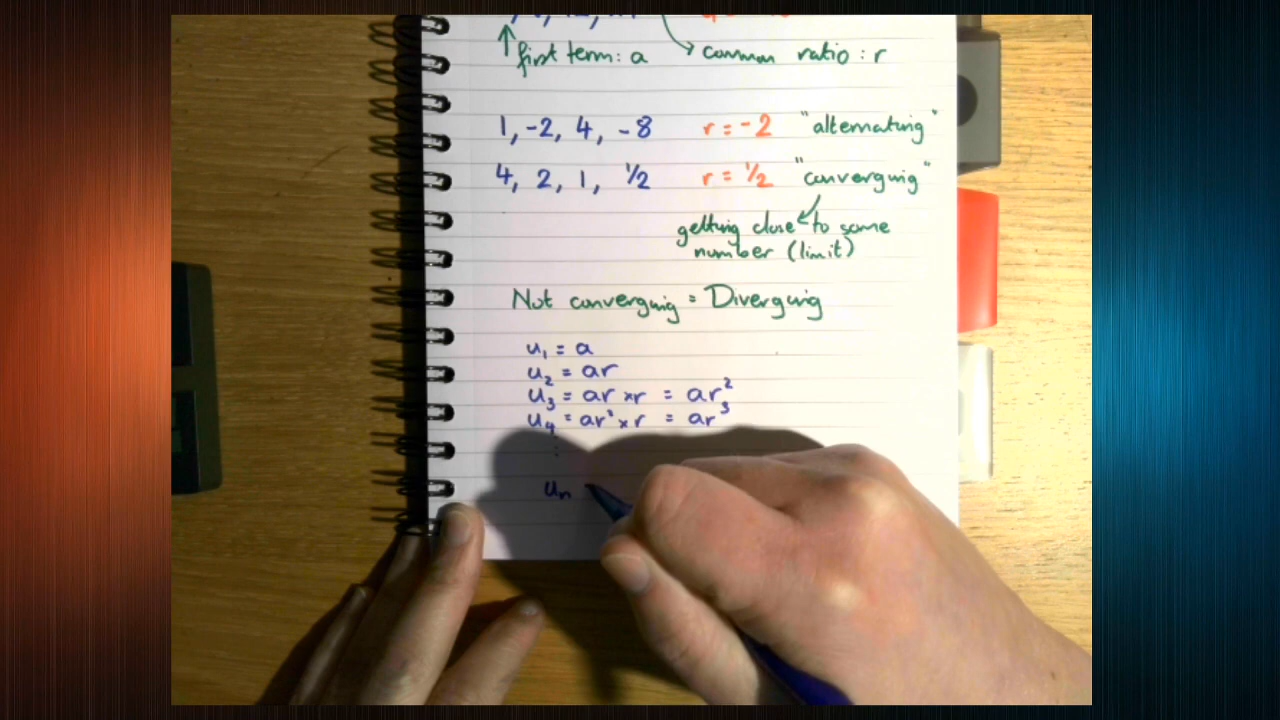 first term: a common ratio : r
1, -2, 4, -8 r = -2 "alternating"
4, 2, 1, ½ r = ½ "converging"
getting close to some
number (limit)
Not converging = Diverging
u₁ = a
u₂ = ar
u₃ = ar × r = ar²
u₄ = ar² × r = ar³
⋮
uₙ